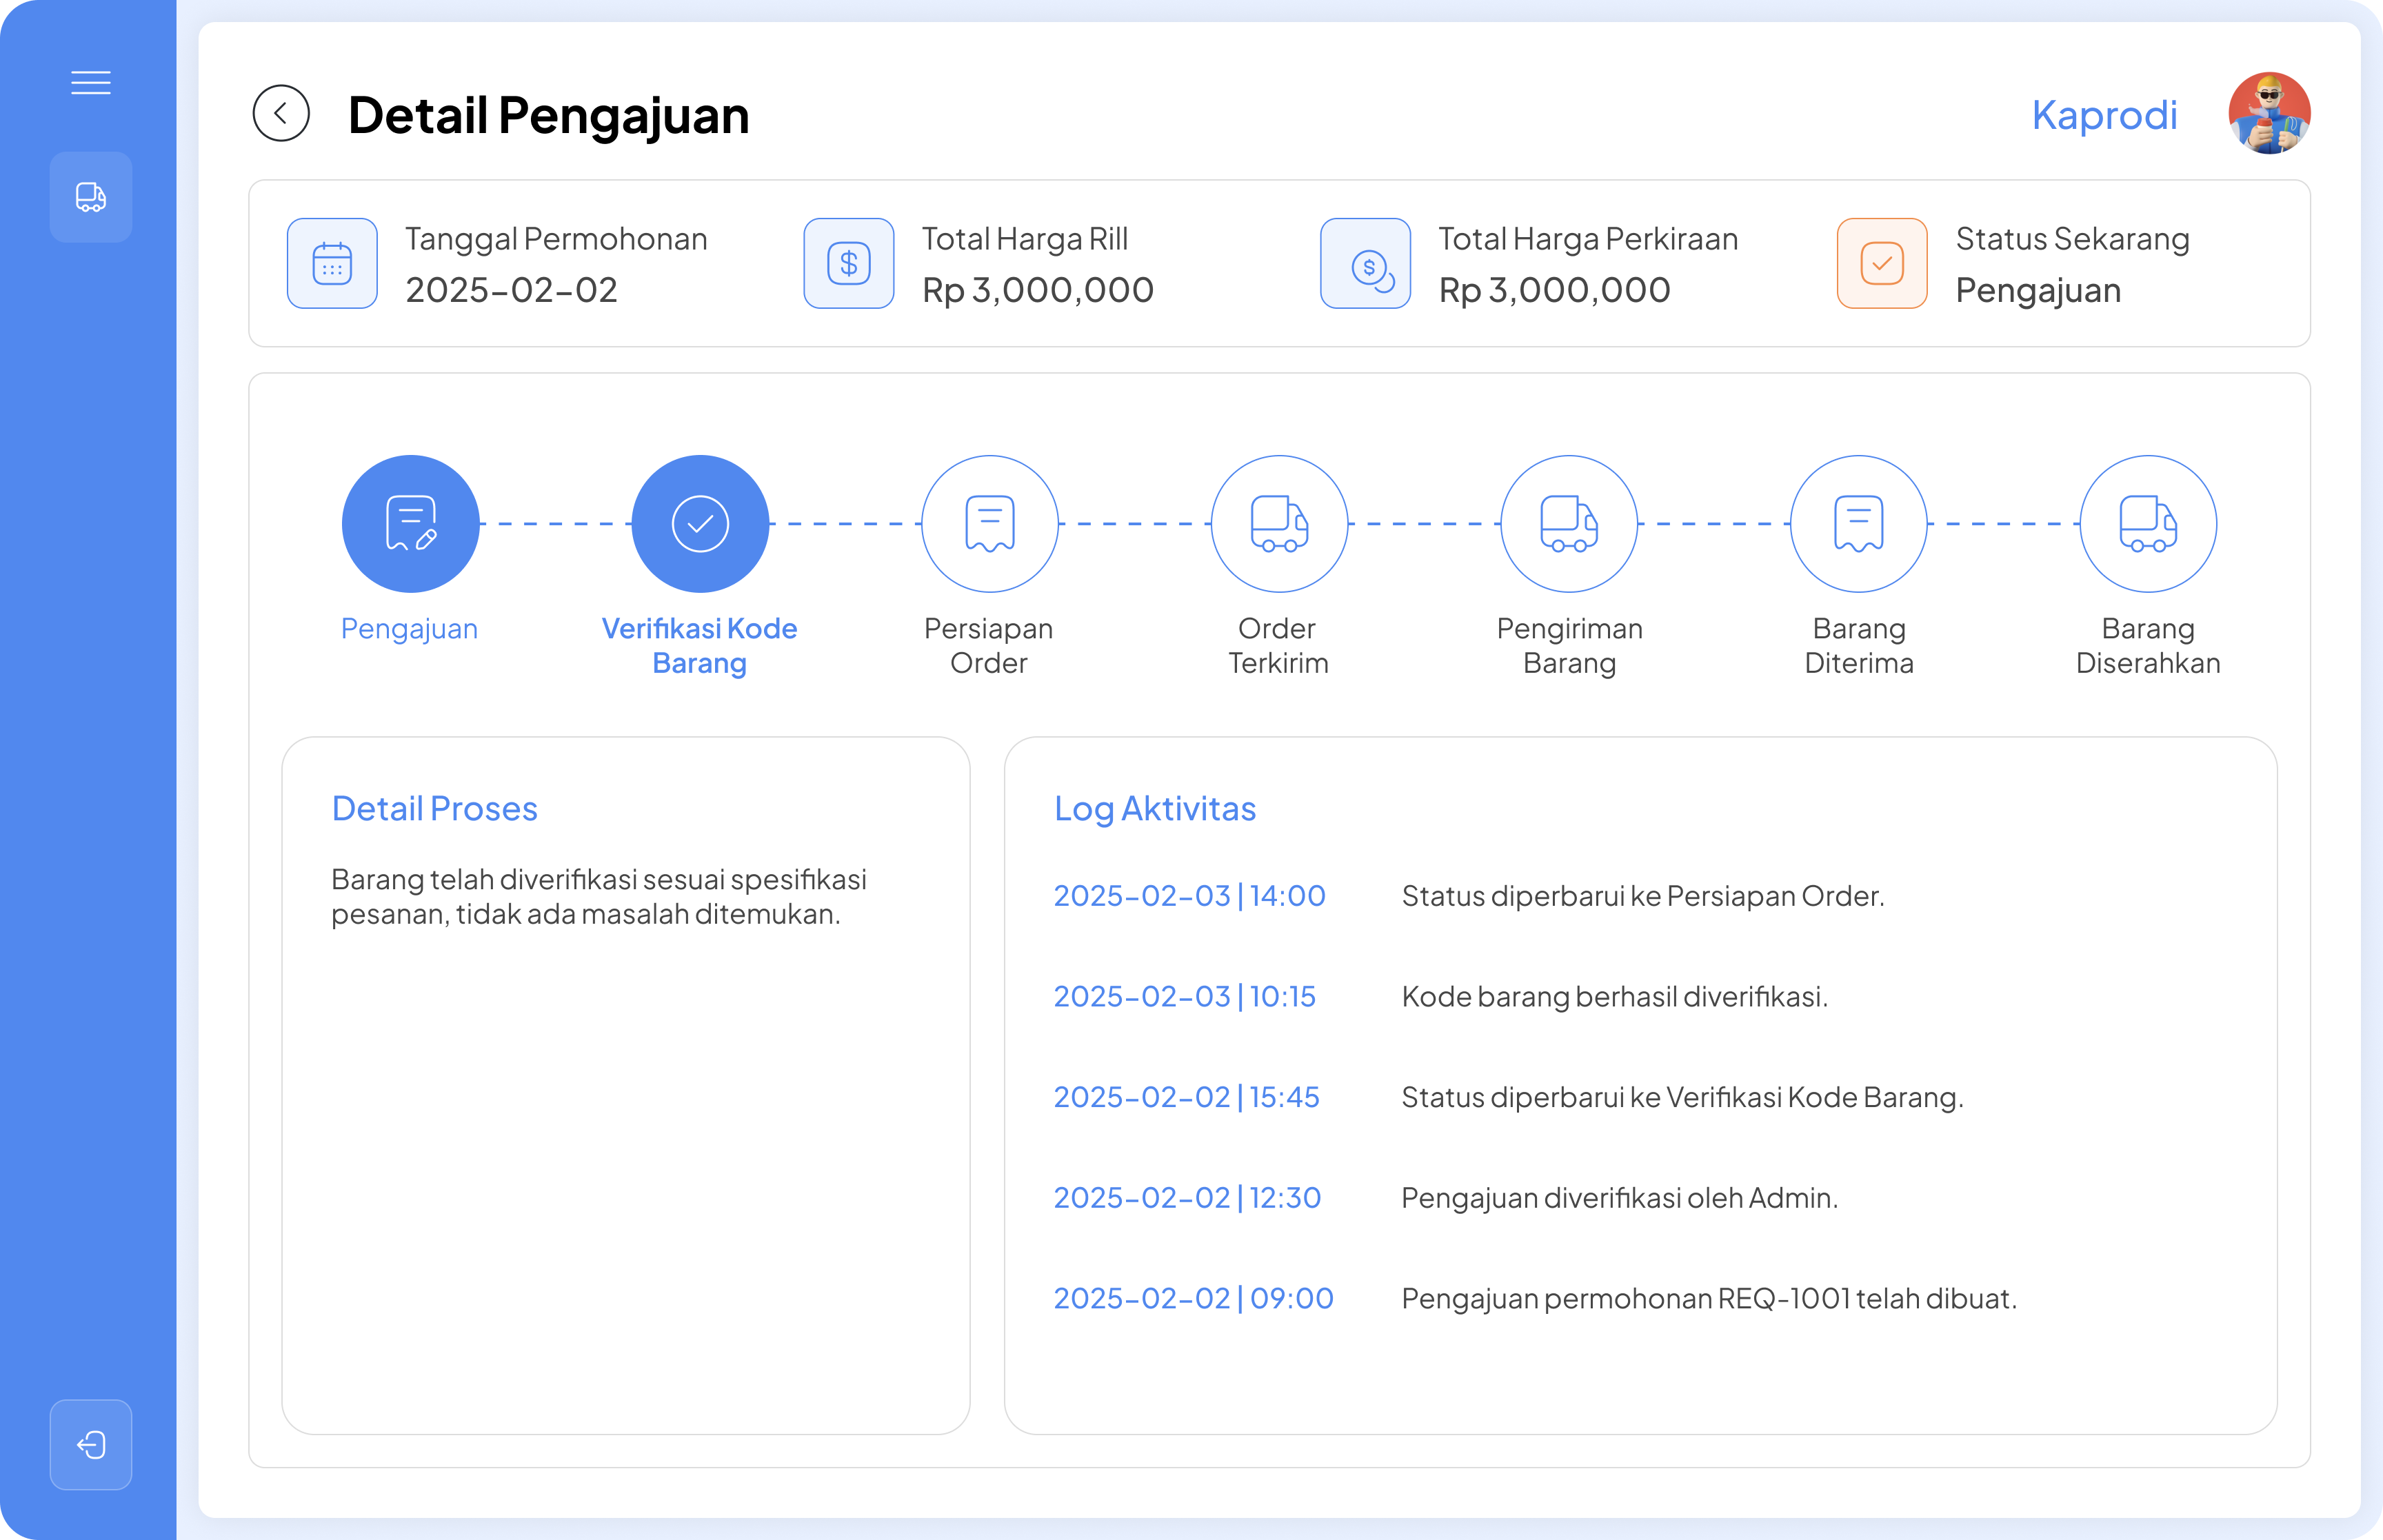 Detail Pengajuan
Kaprodi
Tanggal Permohonan
2025-02-02
Total Harga Rill
Rp 3,000,000
Total Harga Perkiraan
Rp 3,000,000
Status Sekarang
Pengajuan
Pengajuan
Verifikasi Kode
Barang
Persiapan
Order
Order
Terkirim
Pengiriman
Barang
Barang
Diterima
Barang
Diserahkan
Detail Proses
Barang telah diverifikasi sesuai spesifikasi
pesanan, tidak ada masalah ditemukan.
Log Aktivitas
2025-02-03 | 14:00 Status diperbarui ke Persiapan Order.
2025-02-03 | 10:15 Kode barang berhasil diverifikasi.
2025-02-02 | 15:45 Status diperbarui ke Verifikasi Kode Barang.
2025-02-02 | 12:30 Pengajuan diverifikasi oleh Admin.
2025-02-02 | 09:00 Pengajuan permohonan REQ-1001 telah dibuat.